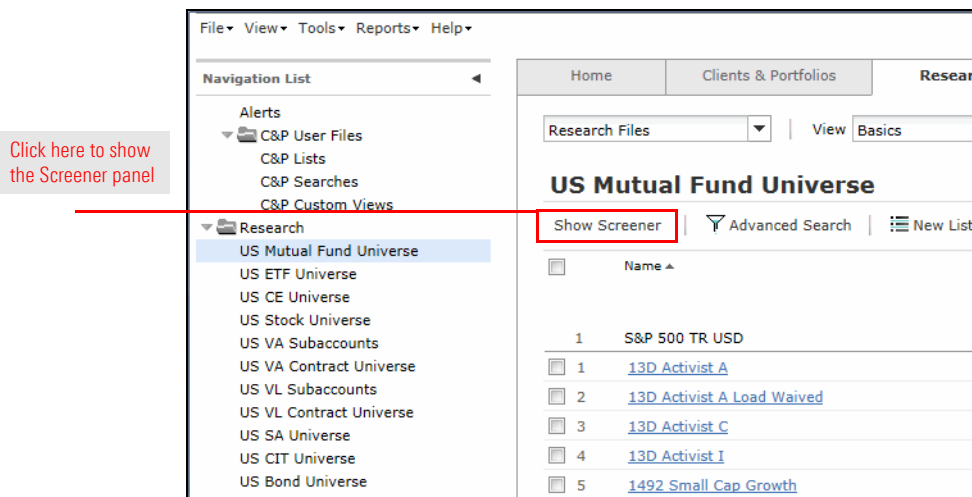 File View Tools Reports Help
Navigation List
Home Clients & Portfolios
Alerts
C&P User Files
C&P Lists
C&P Searches
C&P Custom Views
Research
US Mutual Fund Universe
US ETF Universe
US CE Universe
US Stock Universe
US VA Subaccounts
US VA Contract Universe
US VL Subaccounts
US VL Contract Universe
US SA Universe
US CIT Universe
US Bond Universe
Click here to show
the Screener panel
Research Files View Basics
US Mutual Fund Universe
Show Screener Advanced Search New List
Name
1 S&P 500 TR USD
1 13D Activist A
2 13D Activist A Load Waived
3 13D Activist C
4 13D Activist I
5 1492 Small Cap Growth